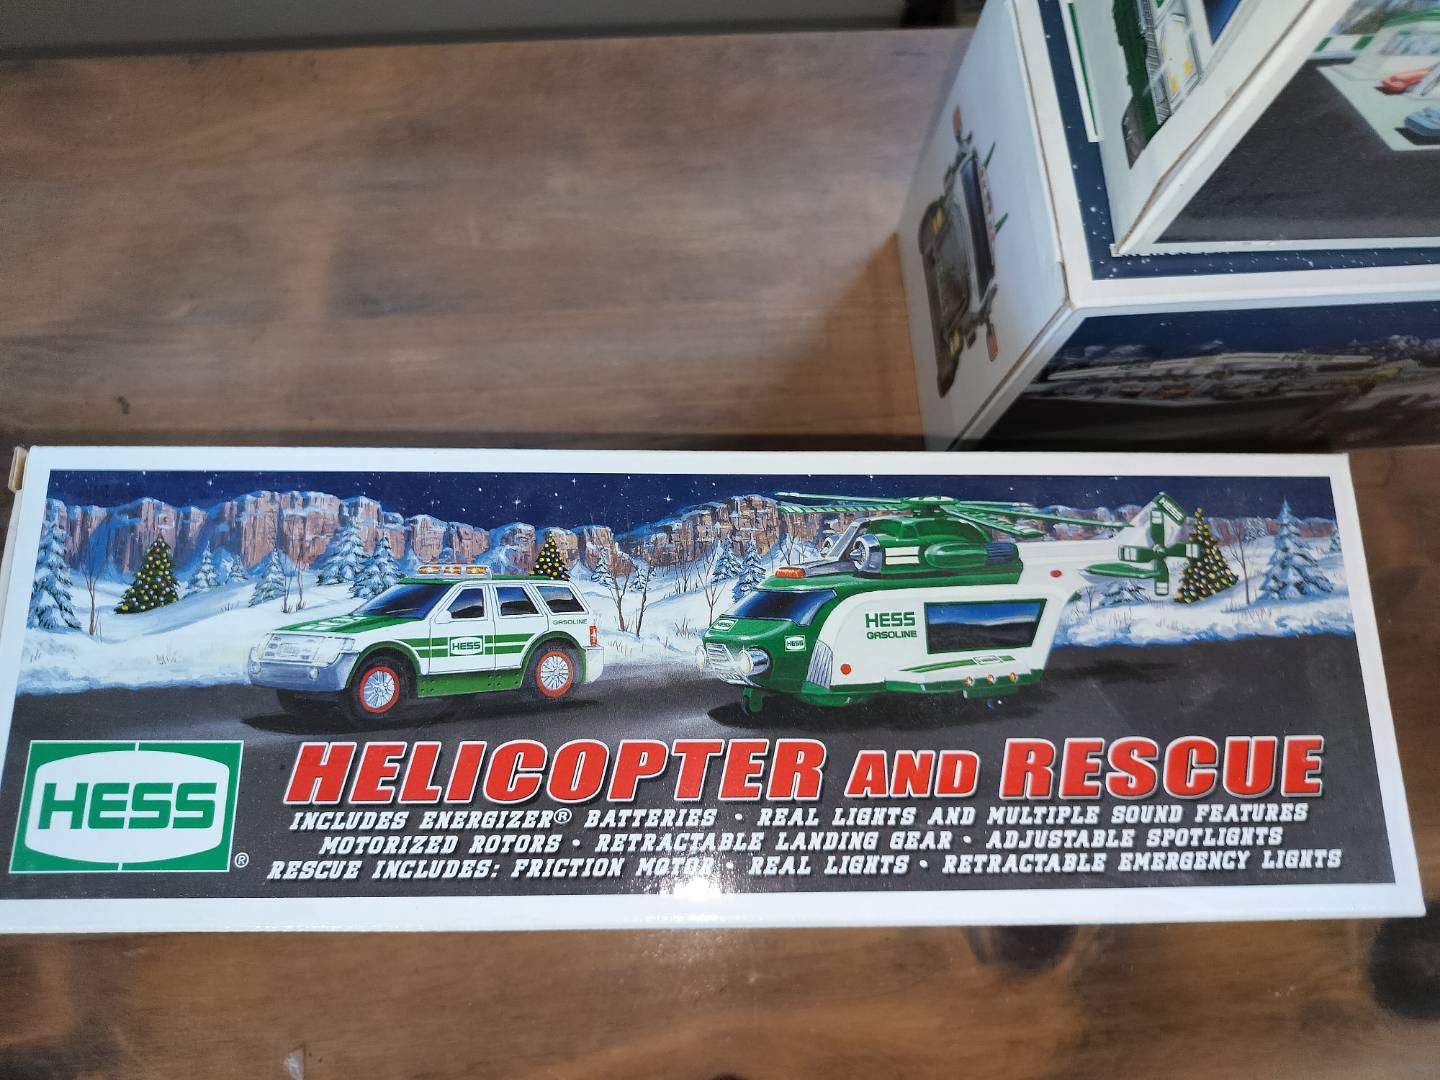 HESS
GASOLINE
HESS
HESS
GASOLINE
HESS
HESS ®
HELICOPTER AND RESCUE
INCLUDES ENERGIZER® BATTERIES · REAL LIGHTS AND MULTIPLE SOUND FEATURES
MOTORIZED ROTORS · RETRACTABLE LANDING GEAR · ADJUSTABLE SPOTLIGHTS
RESCUE INCLUDES: FRICTION MOTOR · REAL LIGHTS · RETRACTABLE EMERGENCY LIGHTS